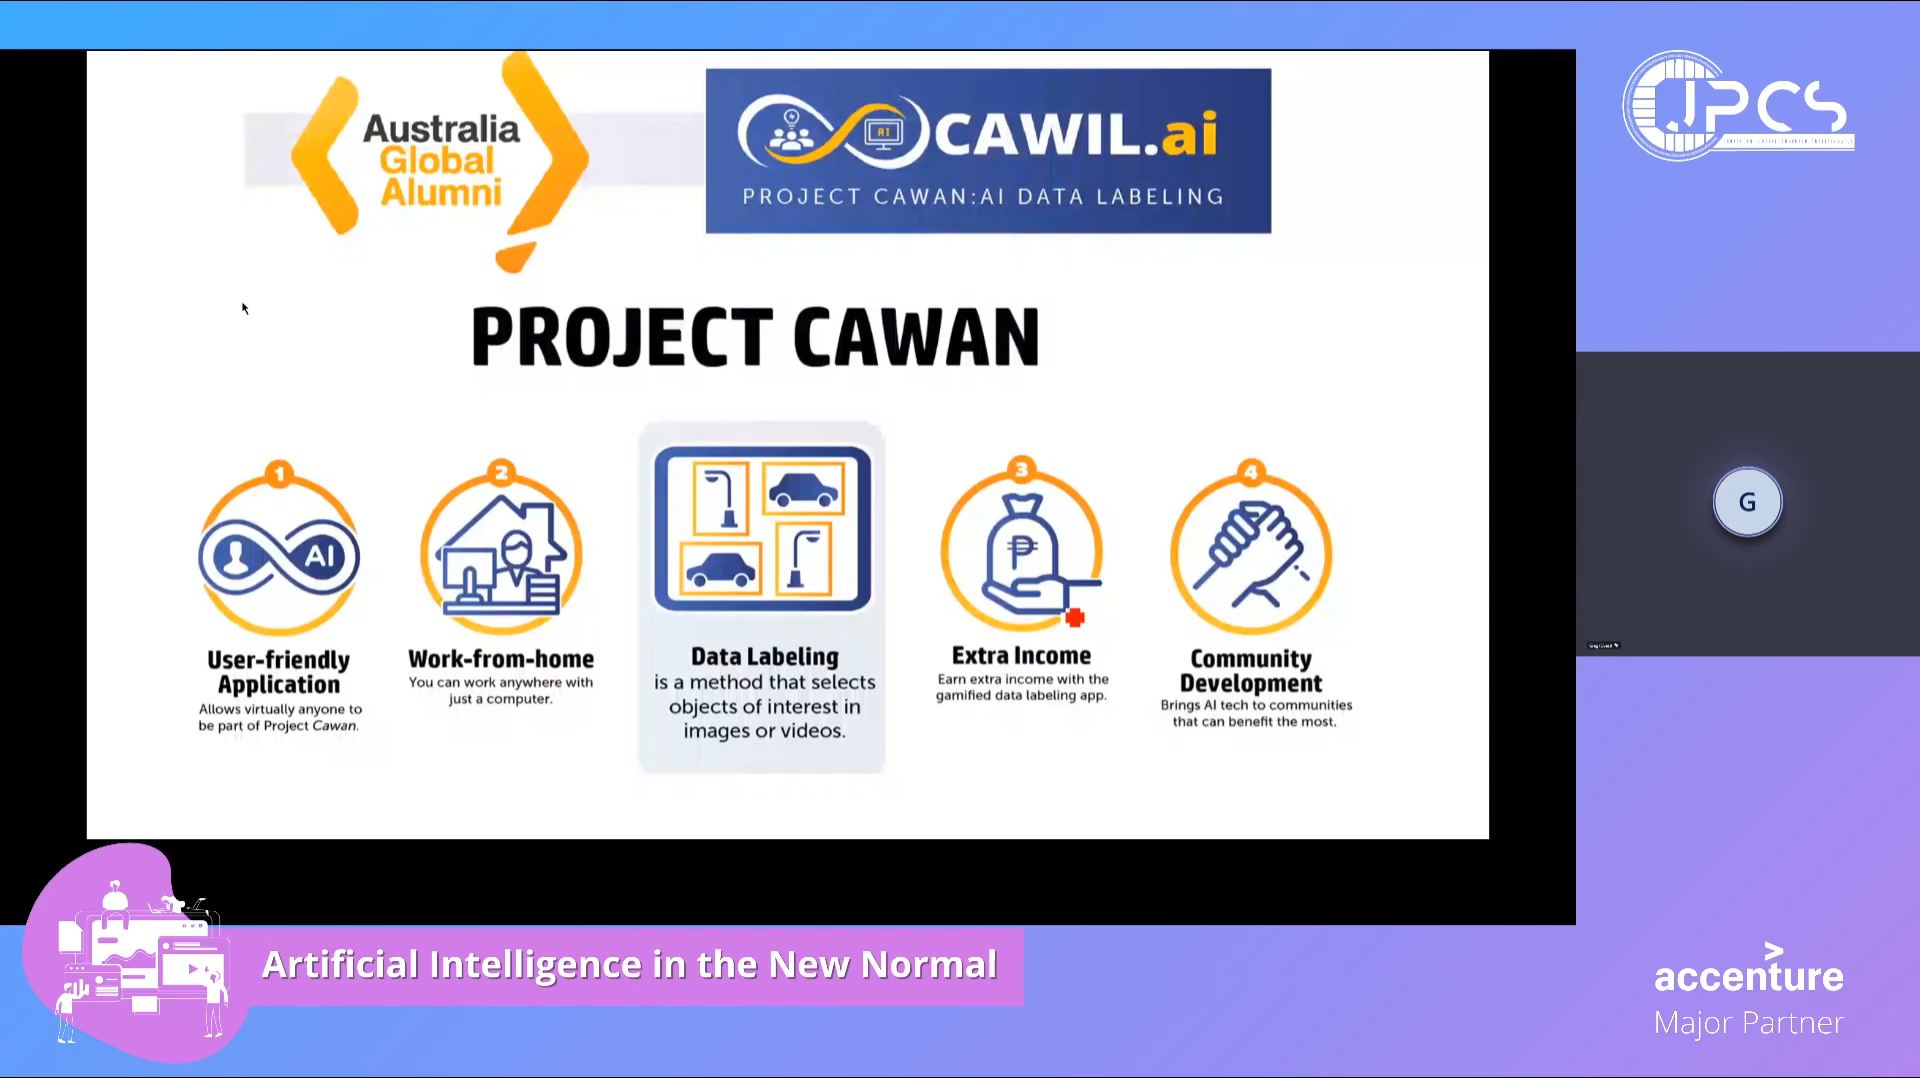 Australia
Global
Alumni
AI
CAWIL.ai
PROJECT CAWAN:AI DATA LABELING
JPCS
PROJECT CAWAN
1
2
3
4
AI
₱
G
User-friendly
Application
Allows virtually anyone to
be part of Project Cawan.
Work-from-home
You can work anywhere with
just a computer.
Data Labeling
is a method that selects
objects of interest in
images or videos.
Extra Income
Earn extra income with the
gamified data labeling app.
Community
Development
Brings AI tech to communities
that can benefit the most.
Artificial Intelligence in the New Normal
>
accenture
Major Partner